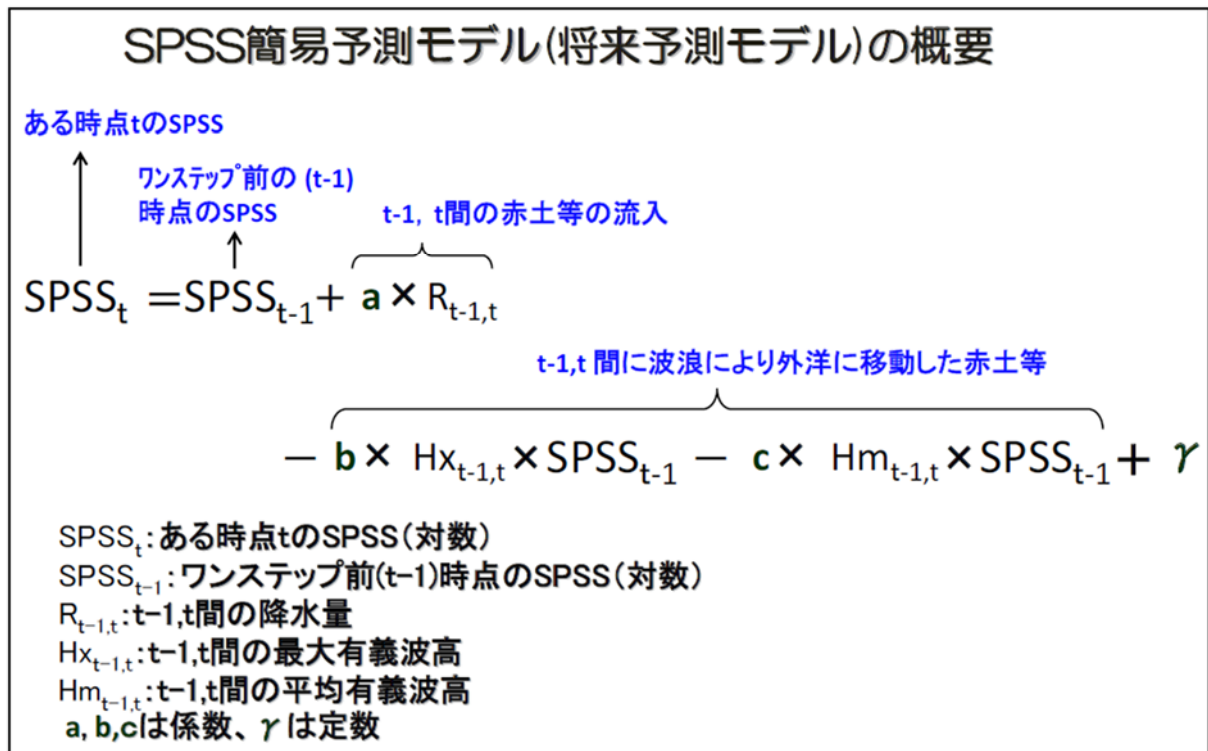 SPSS簡易予測モデル(将来予測モデル)の概要
ある時点tのSPSS
ワンステップ前の (t-1)
時点のSPSS
t-1, t間の赤土等の流入
SPSSt =SPSSt-1+ a × Rt-1,t
t-1,t 間に波浪により外洋に移動した赤土等
− b × Hxt-1,t × SPSSt-1 − c × Hmt-1,t × SPSSt-1 + γ
SPSSt:ある時点tのSPSS(対数)
SPSSt-1:ワンステップ前(t-1)時点のSPSS(対数)
Rt-1,t:t-1,t間の降水量
Hxt-1,t:t-1,t間の最大有義波高
Hmt-1,t:t-1,t間の平均有義波高
a, b,cは係数、γは定数